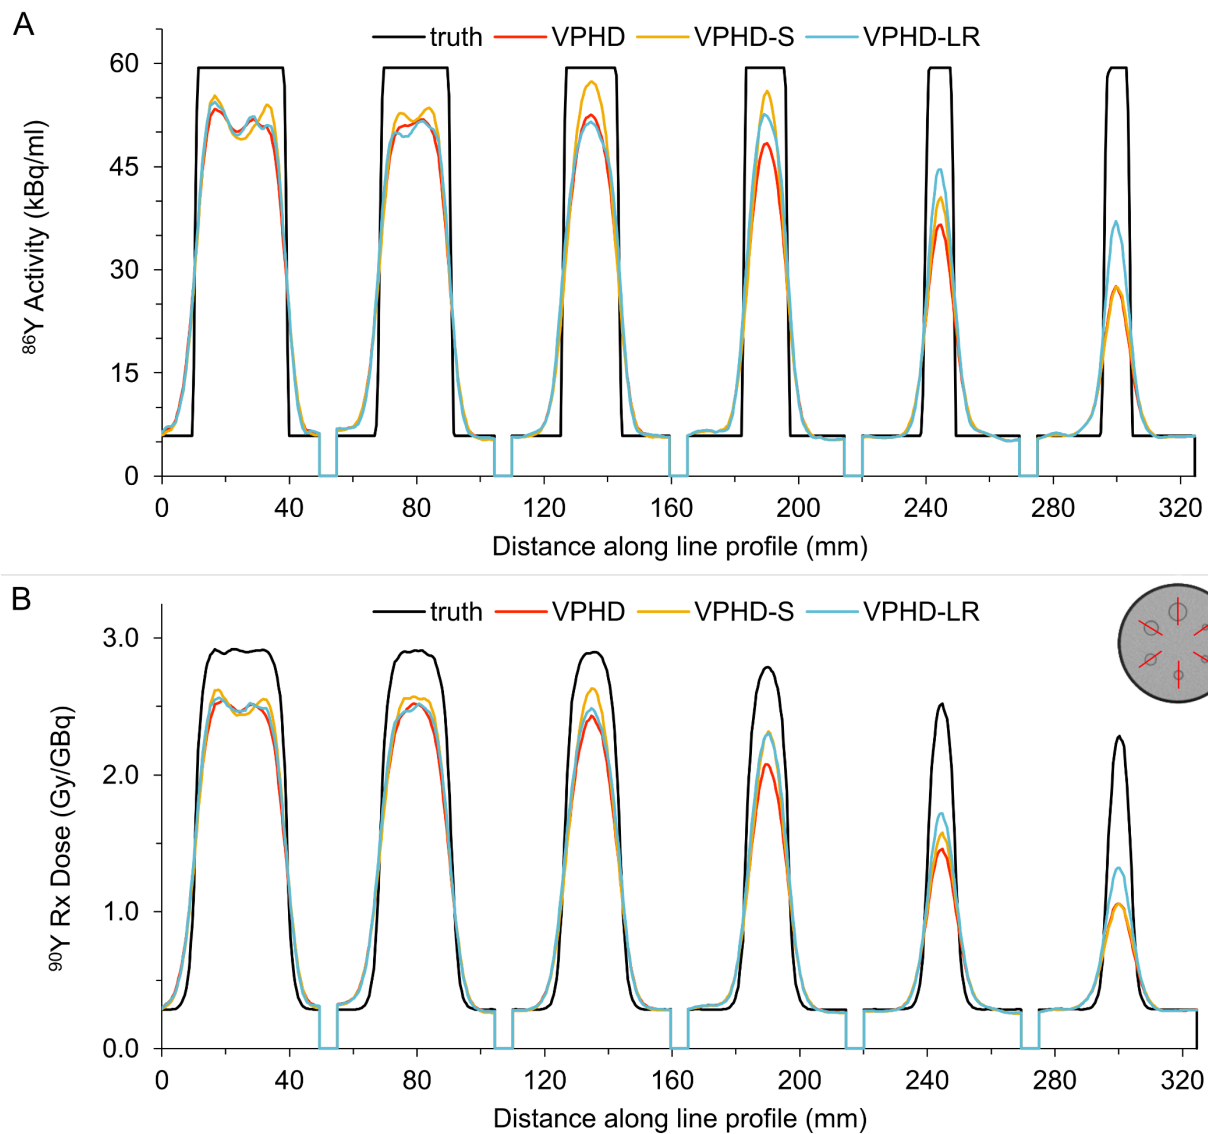 A
truth VPHD VPHD-S VPHD-LR
60
45
30
15
0
⁸⁶Y Activity (kBq/ml)
0 40 80 120 160 200 240 280 320
Distance along line profile (mm)
B
truth VPHD VPHD-S VPHD-LR
3.0
2.0
1.0
0.0
⁹⁰Y Rx Dose (Gy/GBq)
0 40 80 120 160 200 240 280 320
Distance along line profile (mm)